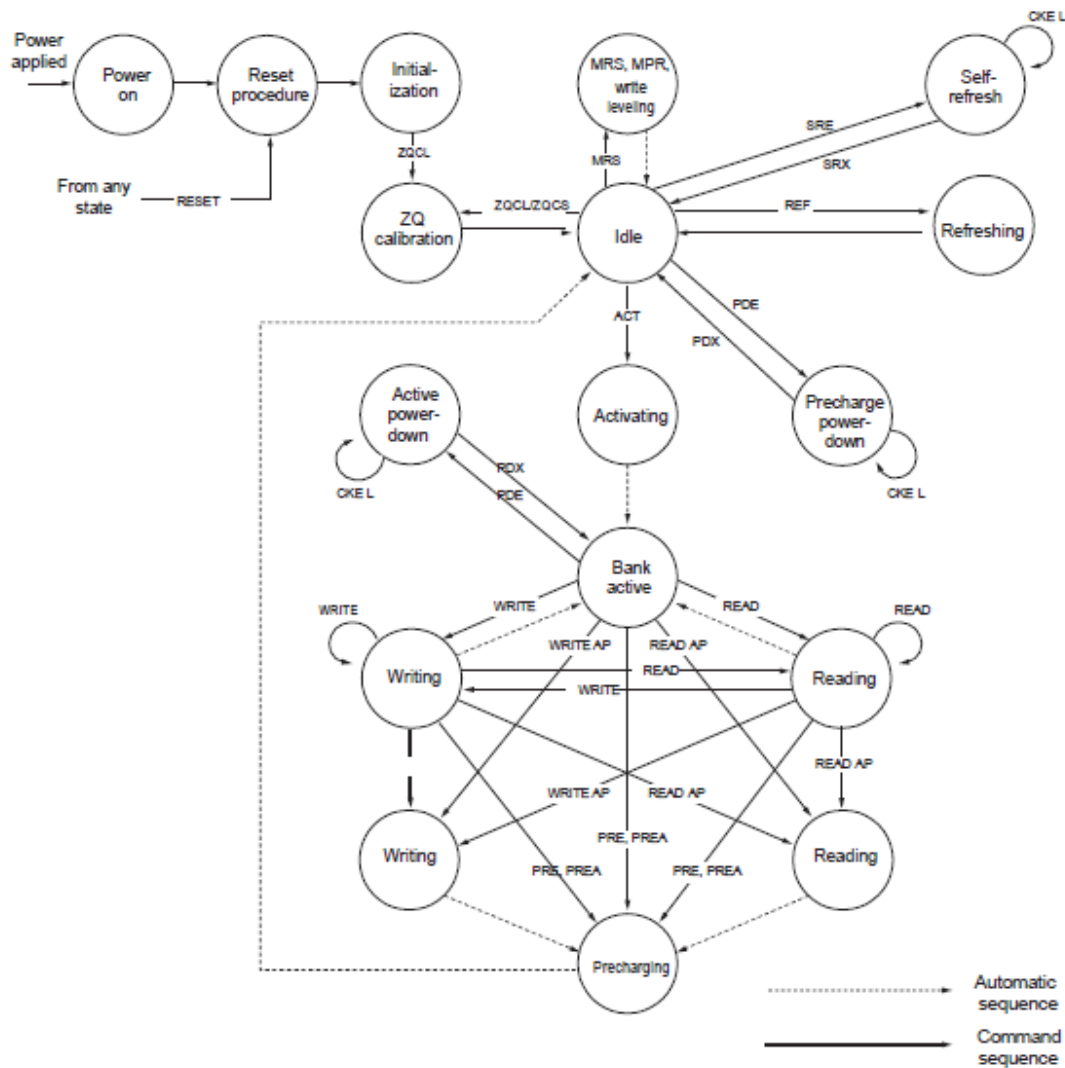 Power
applied
Power
on
Reset
procedure
Initial-
ization
MRS, MPR,
write
leveling
CKE L
Self-
refresh
ZQCL
MRS
SRE
SRX
From any
state
RESET
ZQ
calibration
ZQCL/ZQCS
Idle
REF
Refreshing
ACT
PDE
PDX
Active
power-
down
Activating
Precharge
power-
down
CKE L
PDX
PDE
CKE L
Bank
active
WRITE
WRITE
READ
READ
WRITE AP
READ AP
Writing
READ
WRITE
Reading
READ AP
WRITE AP
READ AP
Writing
PRE, PREA
Reading
PRE, PREA
PRE, PREA
Precharging
Automatic
sequence
Command
sequence